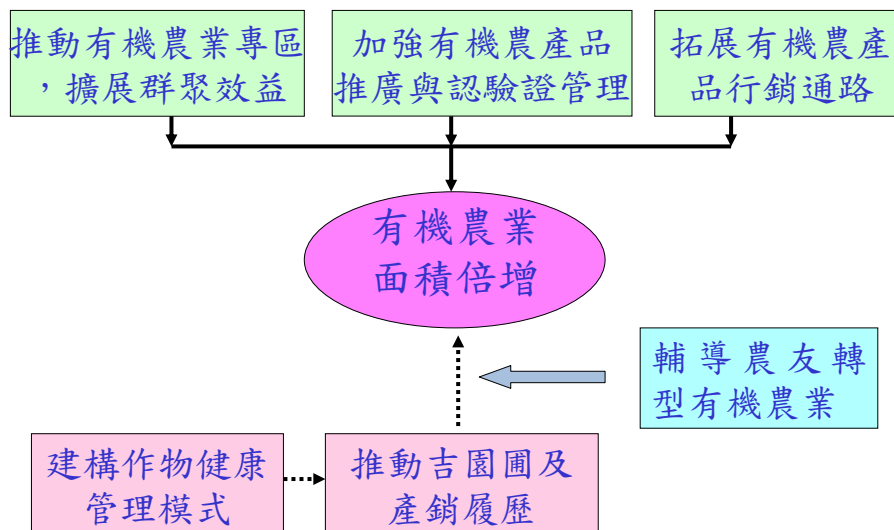 推動有機農業專區
，擴展群聚效益
加強有機農產品
推廣與認驗證管理
拓展有機農產
品行銷通路
有機農業
面積倍增
輔導農友轉
型有機農業
建構作物健康
管理模式
推動吉園圃及
產銷履歷